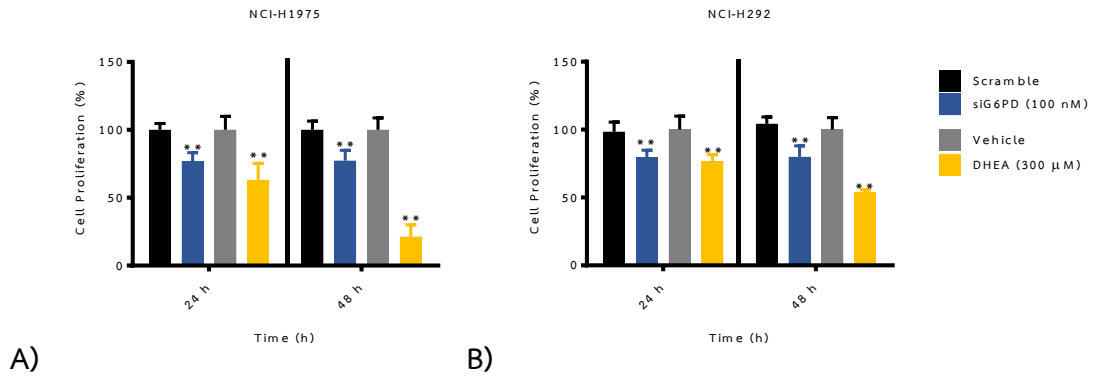 NCI-H1975
Cell Proliferation (%)
150
100
50
0
** ** ** **
24 h 48 h
Time (h)
A)
NCI-H292
Cell Proliferation (%)
150
100
50
0
** ** ** **
24 h 48 h
Time (h)
B)
Scramble
siG6PD (100 nM)
Vehicle
DHEA (300 μM)